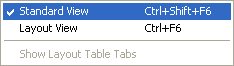 Standard View Ctrl+Shift+F6
Layout View Ctrl+F6
Show Layout Table Tabs